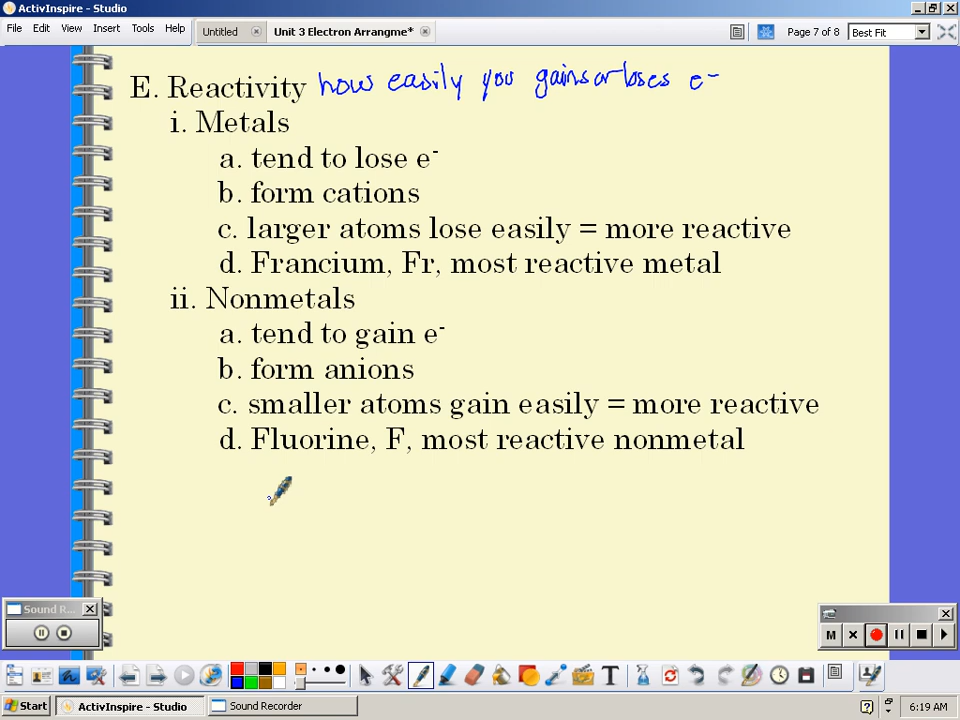 ActivInspire - Studio
File Edit View Insert Tools Help
Untitled
Unit 3 Electron Arrangme*
Page 7 of 8
Best Fit
E. Reactivity how easily you gains or loses e-
i. Metals
a. tend to lose e-
b. form cations
c. larger atoms lose easily = more reactive
d. Francium, Fr, most reactive metal
ii. Nonmetals
a. tend to gain e-
b. form anions
c. smaller atoms gain easily = more reactive
d. Fluorine, F, most reactive nonmetal
Sound R...
M
T
Start
ActivInspire - Studio
Sound Recorder
6:19 AM